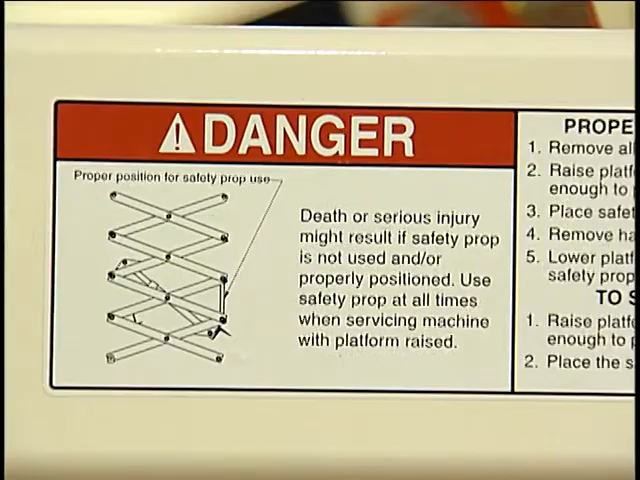 DANGER
Proper position for safety prop use
Death or serious injury
might result if safety prop
is not used and/or
properly positioned. Use
safety prop at all times
when servicing machine
with platform raised.
PROPE
1. Remove al
2. Raise platf
enough to
3. Place safet
4. Remove ha
5. Lower platf
safety prop
TO S
1. Raise platfo
enough to p
2. Place the s